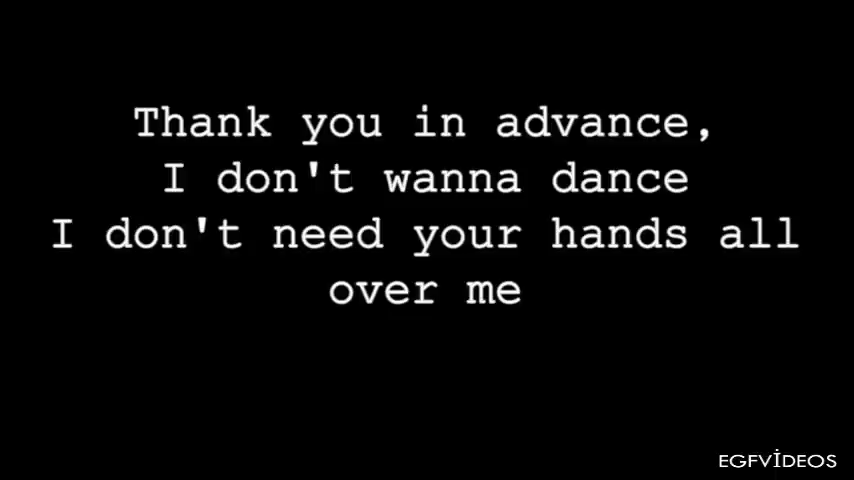 Thank you in advance,
I don't wanna dance
I don't need your hands all
over me
EGFVİDEOS